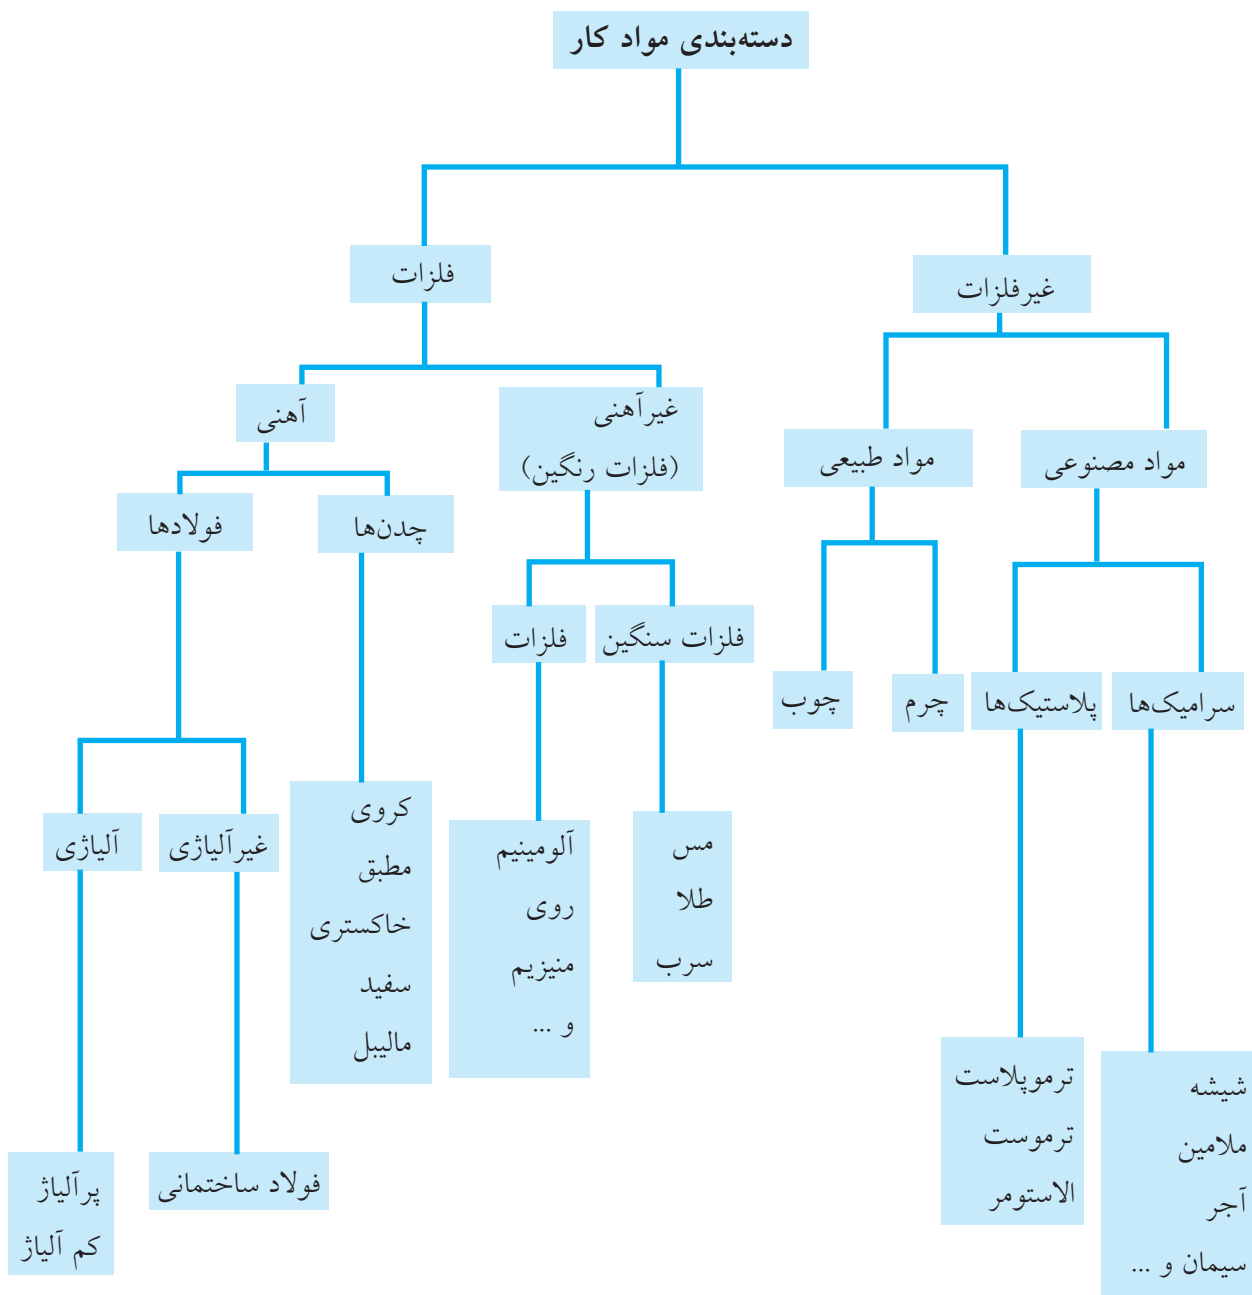 دسته‌بندی مواد کار
غیرفلزات
فلزات
مواد مصنوعی
مواد طبیعی
غیرآهنی
(فلزات رنگین)
آهنی
سرامیک‌ها
پلاستیک‌ها
چرم
چوب
فلزات سنگین
فلزات
چدن‌ها
فولادها
شیشه
ملامین
آجر
سیمان و ...
ترموپلاست
ترموست
الاستومر
مس
طلا
سرب
آلومینیم
روی
منیزیم
و ...
کروی
مطبق
خاکستری
سفید
مالیبل
غیرآلیاژی
آلیاژی
فولاد ساختمانی
پرآلیاژ
کم آلیاژ